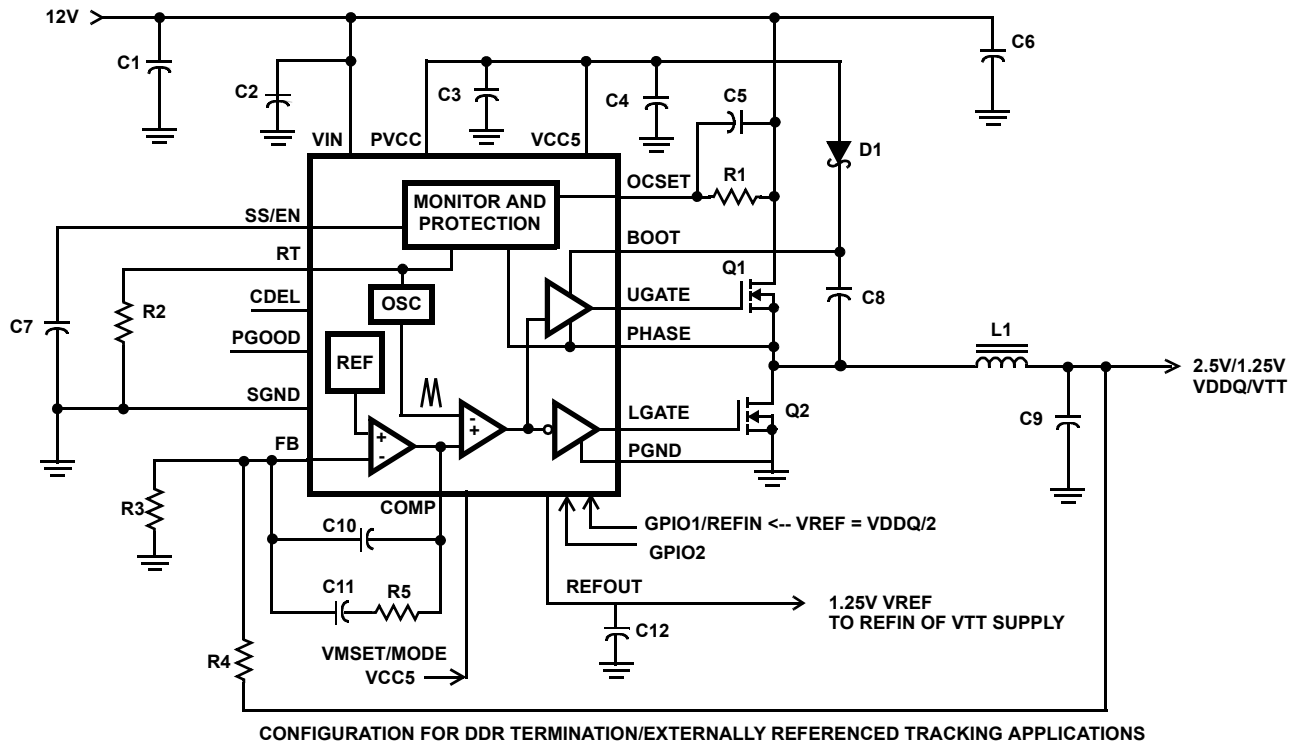 12V
C1
C2
C3
C4
C5
C6
VIN
PVCC
VCC5
D1
OCSET
R1
MONITOR AND
PROTECTION
SS/EN
BOOT
RT
Q1
OSC
UGATE
C8
CDEL
R2
C7
PGOOD
REF
PHASE
L1
2.5V/1.25V
VDDQ/VTT
SGND
LGATE
Q2
C9
+
-
-
+
FB
PGND
COMP
R3
C10
GPIO1/REFIN <-- VREF = VDDQ/2
GPIO2
C11
R5
REFOUT
1.25V VREF
TO REFIN OF VTT SUPPLY
C12
R4
VMSET/MODE
VCC5
CONFIGURATION FOR DDR TERMINATION/EXTERNALLY REFERENCED TRACKING APPLICATIONS